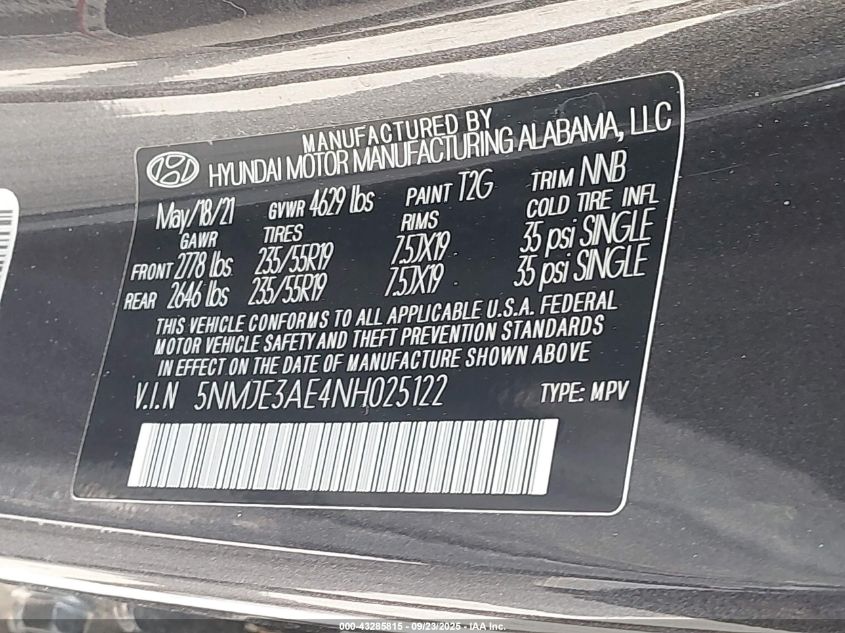 MANUFACTURED BY
HYUNDAI MOTOR MANUFACTURING ALABAMA, LLC
May/18/21 GVWR 4629 lbs PAINT T2G TRIM NNB
GAWR TIRES RIMS COLD TIRE INFL
FRONT 2778 lbs 235/55R19 7.5JX19 35 psi SINGLE
REAR 2646 lbs 235/55R19 7.5JX19 35 psi SINGLE
THIS VEHICLE CONFORMS TO ALL APPLICABLE U.S.A. FEDERAL
MOTOR VEHICLE SAFETY AND THEFT PREVENTION STANDARDS
IN EFFECT ON THE DATE OF MANUFACTURE SHOWN ABOVE
V.I.N 5NMJE3AE4NH025122 TYPE: MPV
000-43285815 - 09/23/2025 - IAA Inc.